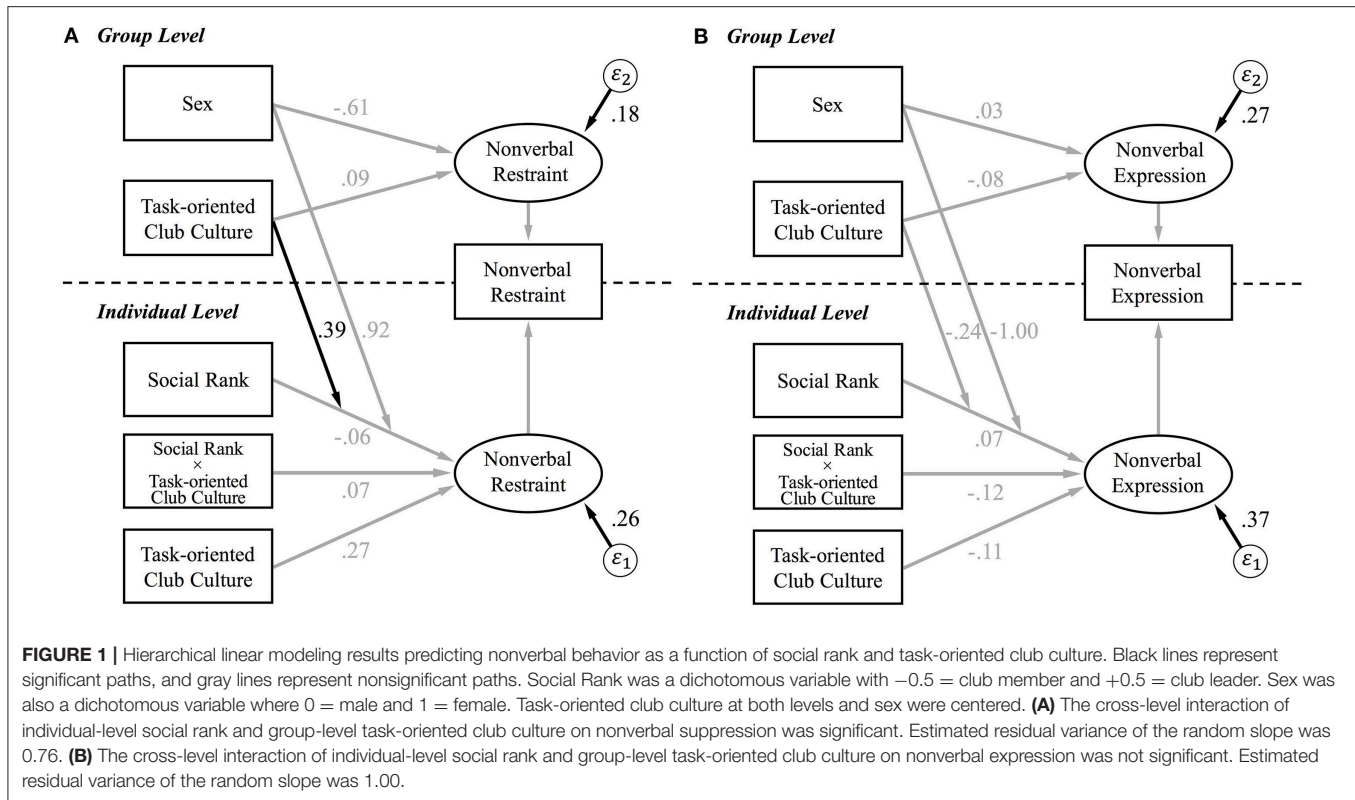 A Group Level
Sex
Task-oriented
Club Culture
-.61
.09
ε2
.18
Nonverbal
Restraint
Nonverbal
Restraint
Individual Level
.39
.92
Social Rank
Social Rank
×
Task-oriented
Club Culture
Task-oriented
Club Culture
-.06
.07
.27
Nonverbal
Restraint
.26
ε1
B Group Level
Sex
Task-oriented
Club Culture
.03
-.08
ε2
.27
Nonverbal
Expression
Nonverbal
Expression
Individual Level
-.24
-1.00
Social Rank
Social Rank
×
Task-oriented
Club Culture
Task-oriented
Club Culture
.07
-.12
-.11
Nonverbal
Expression
.37
ε1
FIGURE 1 | Hierarchical linear modeling results predicting nonverbal behavior as a function of social rank and task-oriented club culture. Black lines represent
significant paths, and gray lines represent nonsignificant paths. Social Rank was a dichotomous variable with −0.5 = club member and +0.5 = club leader. Sex was
also a dichotomous variable where 0 = male and 1 = female. Task-oriented club culture at both levels and sex were centered. (A) The cross-level interaction of
individual-level social rank and group-level task-oriented club culture on nonverbal suppression was significant. Estimated residual variance of the random slope was
0.76. (B) The cross-level interaction of individual-level social rank and group-level task-oriented club culture on nonverbal expression was not significant. Estimated
residual variance of the random slope was 1.00.